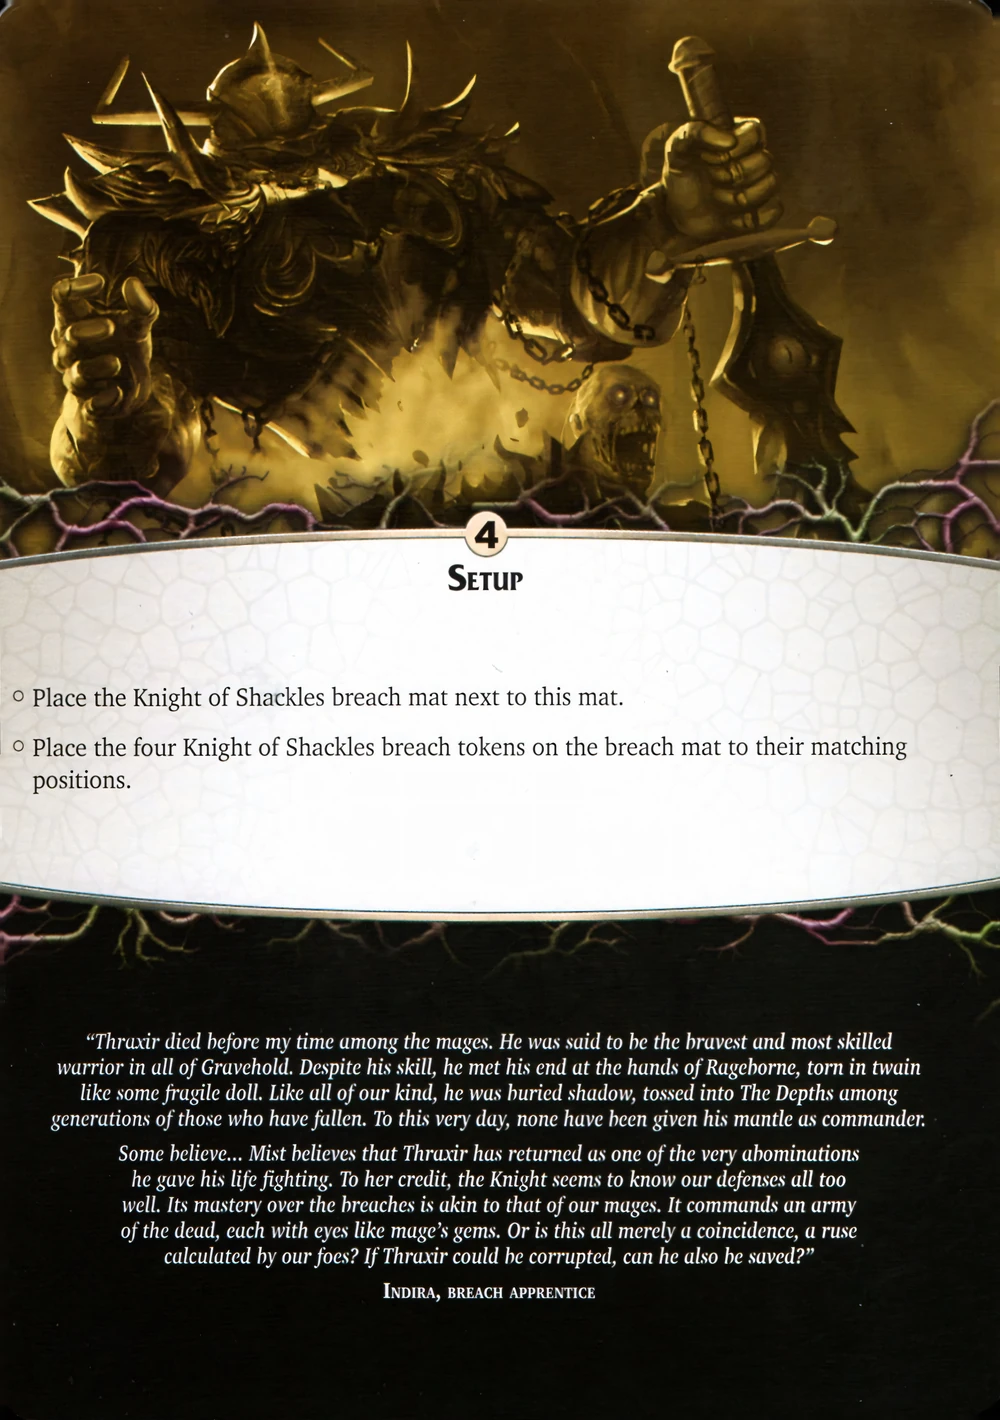 4
SETUP
○ Place the Knight of Shackles breach mat next to this mat.
○ Place the four Knight of Shackles breach tokens on the breach mat to their matching
positions.
“Thraxir died before my time among the mages. He was said to be the bravest and most skilled
warrior in all of Gravehold. Despite his skill, he met his end at the hands of Rageborne, torn in twain
like some fragile doll. Like all of our kind, he was buried shadow, tossed into The Depths among
generations of those who have fallen. To this very day, none have been given his mantle as commander.
Some believe... Mist believes that Thraxir has returned as one of the very abominations
he gave his life fighting. To her credit, the Knight seems to know our defenses all too
well. Its mastery over the breaches is akin to that of our mages. It commands an army
of the dead, each with eyes like mage’s gems. Or is this all merely a coincidence, a ruse
calculated by our foes? If Thraxir could be corrupted, can he also be saved?”
INDIRA, BREACH APPRENTICE